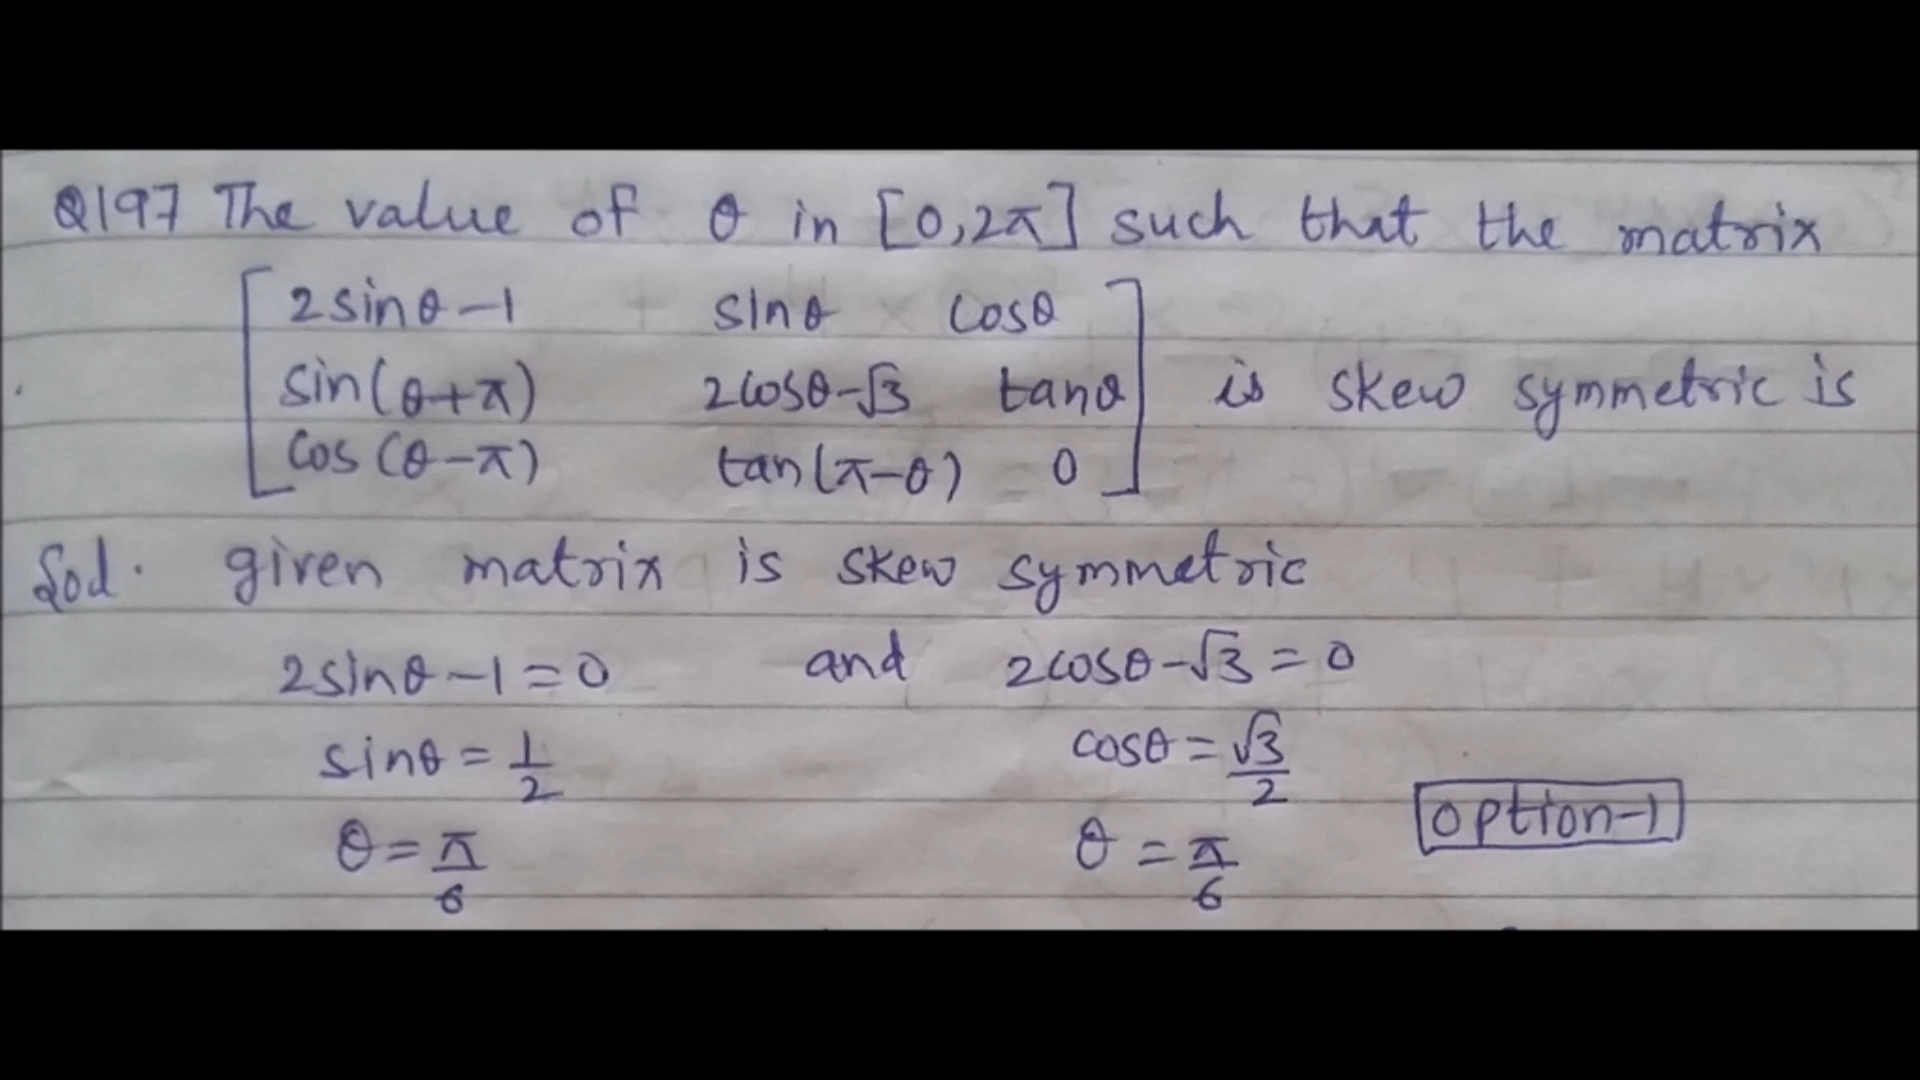 Q197 The value of θ in [0,2π] such that the matrix
[ 2sinθ-1 sinθ cosθ ]
[ sin(θ+π) 2cosθ-√3 tanθ ] is skew symmetric is
[ cos(θ-π) tan(π-θ) 0 ]
Sol. given matrix is skew symmetric
2sinθ-1=0 and 2cosθ-√3=0
sinθ=1/2 cosθ=√3/2
θ=π/6 θ=π/6 option-1